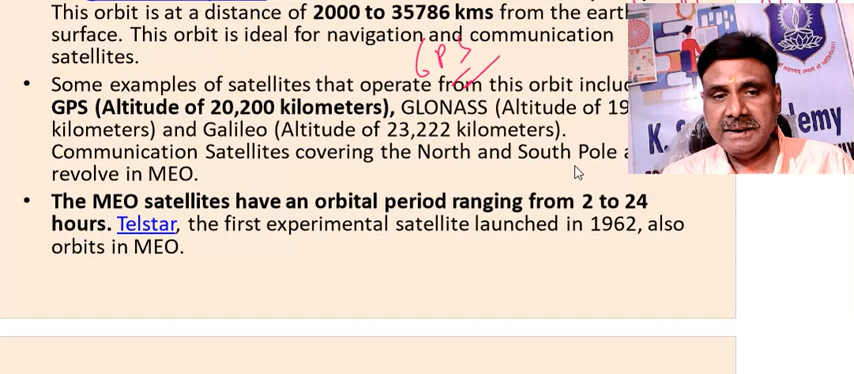 This orbit is at a distance of 2000 to 35786 kms from the earth
surface. This orbit is ideal for navigation and communication
satellites.
GPS
• Some examples of satellites that operate from this orbit includ
GPS (Altitude of 20,200 kilometers), GLONASS (Altitude of 19
kilometers) and Galileo (Altitude of 23,222 kilometers).
Communication Satellites covering the North and South Pole a
revolve in MEO.
• The MEO satellites have an orbital period ranging from 2 to 24
hours. Telstar, the first experimental satellite launched in 1962, also
orbits in MEO.
K. S
demy